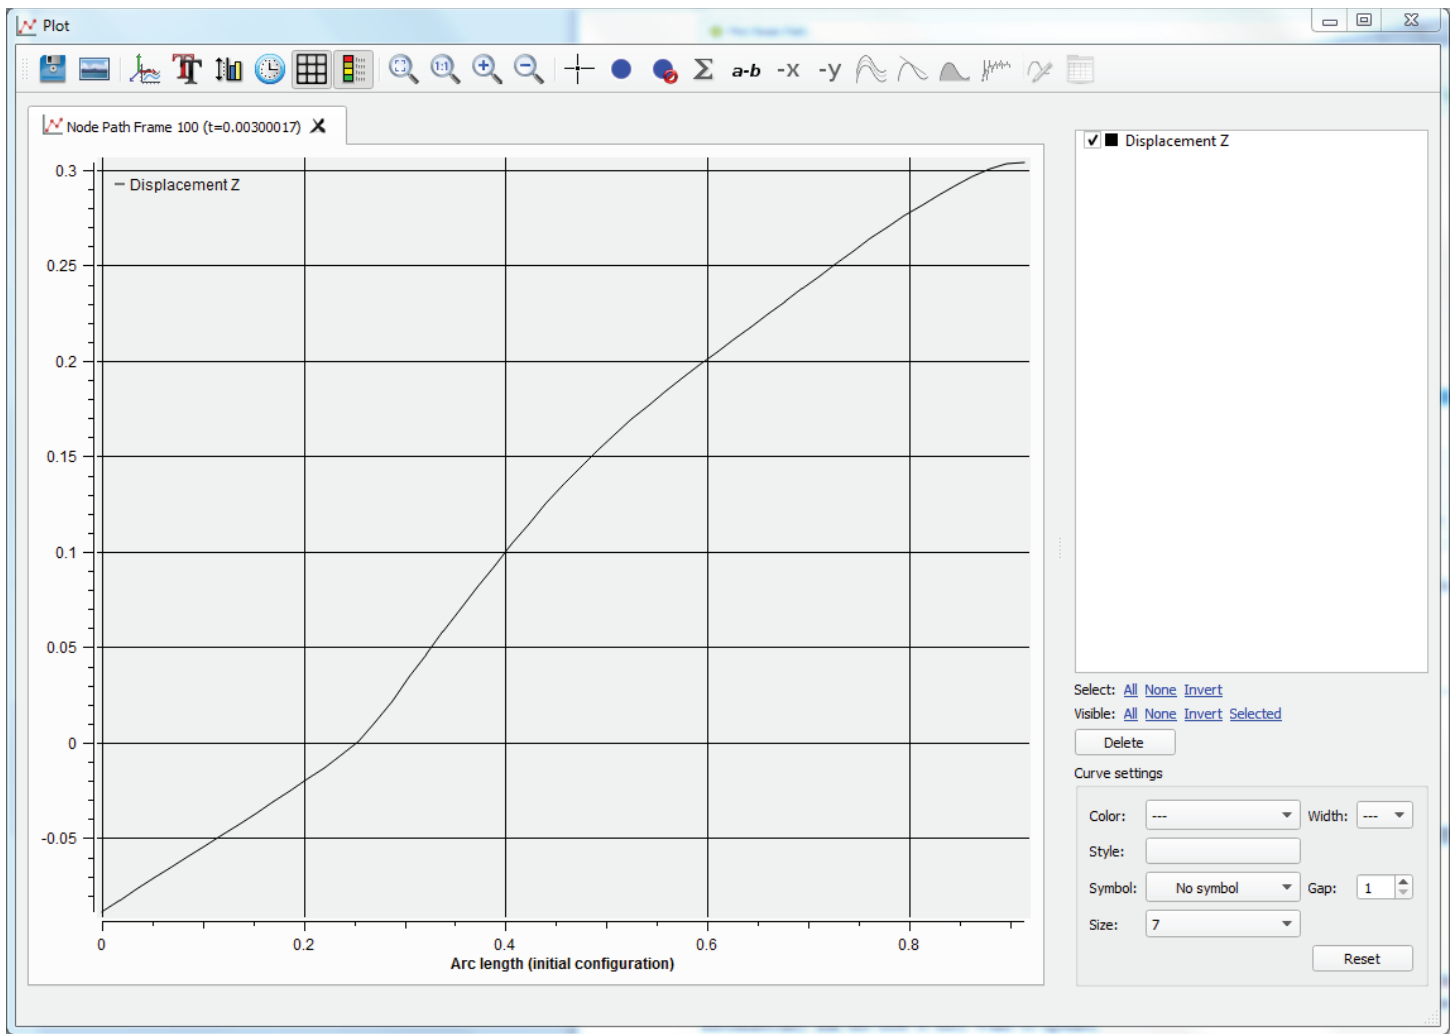 Plot
1:1
Σ a-b -X -y
Node Path Frame 100 (t=0.00300017)
Displacement Z
0.3
0.25
0.2
0.15
0.1
0.05
0
-0.05
0 0.2 0.4 0.6 0.8
Arc length (initial configuration)
Displacement Z
Select: All None Invert
Visible: All None Invert Selected
Delete
Curve settings
Color: --- Width: ---
Style:
Symbol: No symbol Gap: 1
Size: 7
Reset